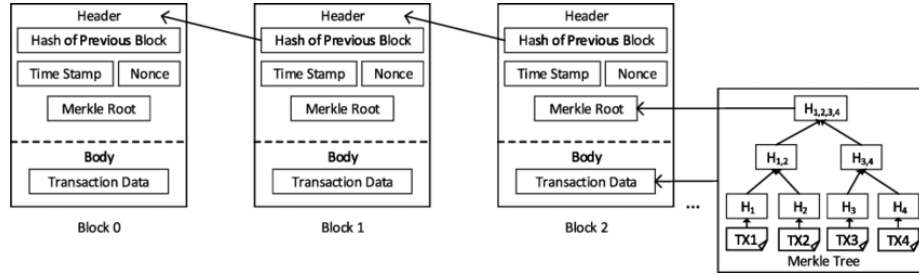 Header
Hash of Previous Block
Time Stamp
Nonce
Merkle Root
Body
Transaction Data
Block 0
Header
Hash of Previous Block
Time Stamp
Nonce
Merkle Root
Body
Transaction Data
Block 1
Header
Hash of Previous Block
Time Stamp
Nonce
Merkle Root
Body
Transaction Data
Block 2
...
H1,2,3,4
H1,2
H3,4
H1
H2
H3
H4
TX1
TX2
TX3
TX4
Merkle Tree